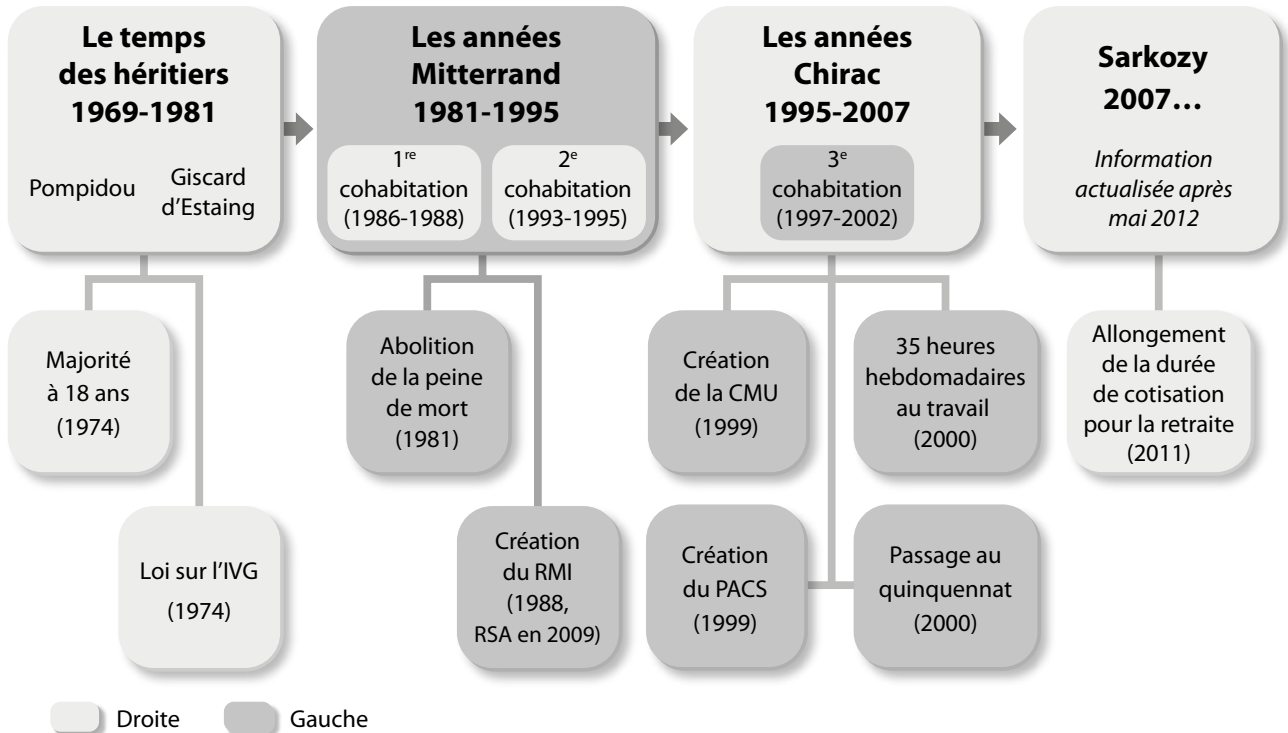 Le temps
des héritiers
1969-1981
Pompidou
Giscard
d'Estaing
Les années
Mitterrand
1981-1995
1re
cohabitation
(1986-1988)
2e
cohabitation
(1993-1995)
Les années
Chirac
1995-2007
3e
cohabitation
(1997-2002)
Sarkozy
2007…
Information
actualisée après
mai 2012
Majorité
à 18 ans
(1974)
Loi sur l'IVG
(1974)
Abolition
de la peine
de mort
(1981)
Création
du RMI
(1988,
RSA en 2009)
Création
de la CMU
(1999)
35 heures
hebdomadaires
au travail
(2000)
Création
du PACS
(1999)
Passage au
quinquennat
(2000)
Allongement
de la durée
de cotisation
pour la retraite
(2011)
Droite
Gauche